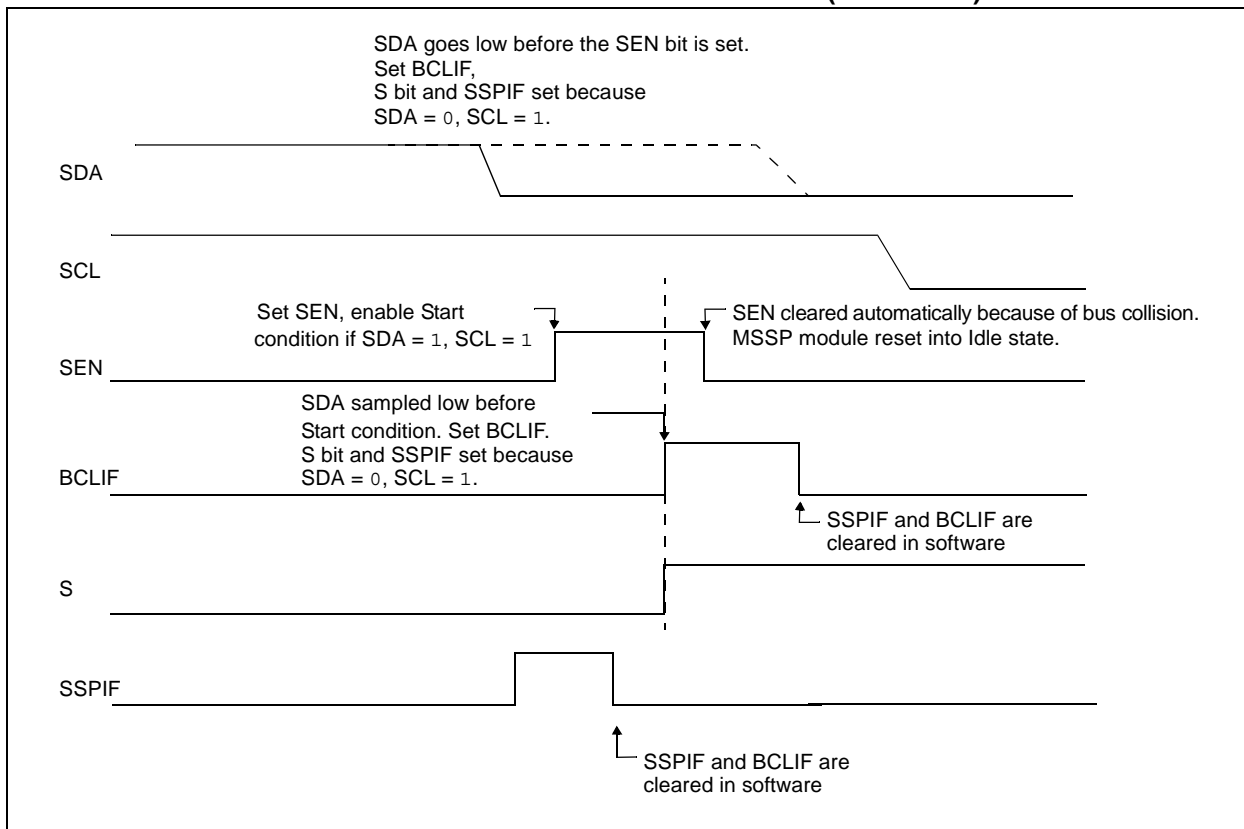 SDA goes low before the SEN bit is set.
Set BCLIF,
S bit and SSPIF set because
SDA = 0, SCL = 1.
SDA
SCL
Set SEN, enable Start
condition if SDA = 1, SCL = 1
SEN cleared automatically because of bus collision.
MSSP module reset into Idle state.
SEN
SDA sampled low before
Start condition. Set BCLIF.
S bit and SSPIF set because
SDA = 0, SCL = 1.
BCLIF
SSPIF and BCLIF are
cleared in software
S
SSPIF
SSPIF and BCLIF are
cleared in software